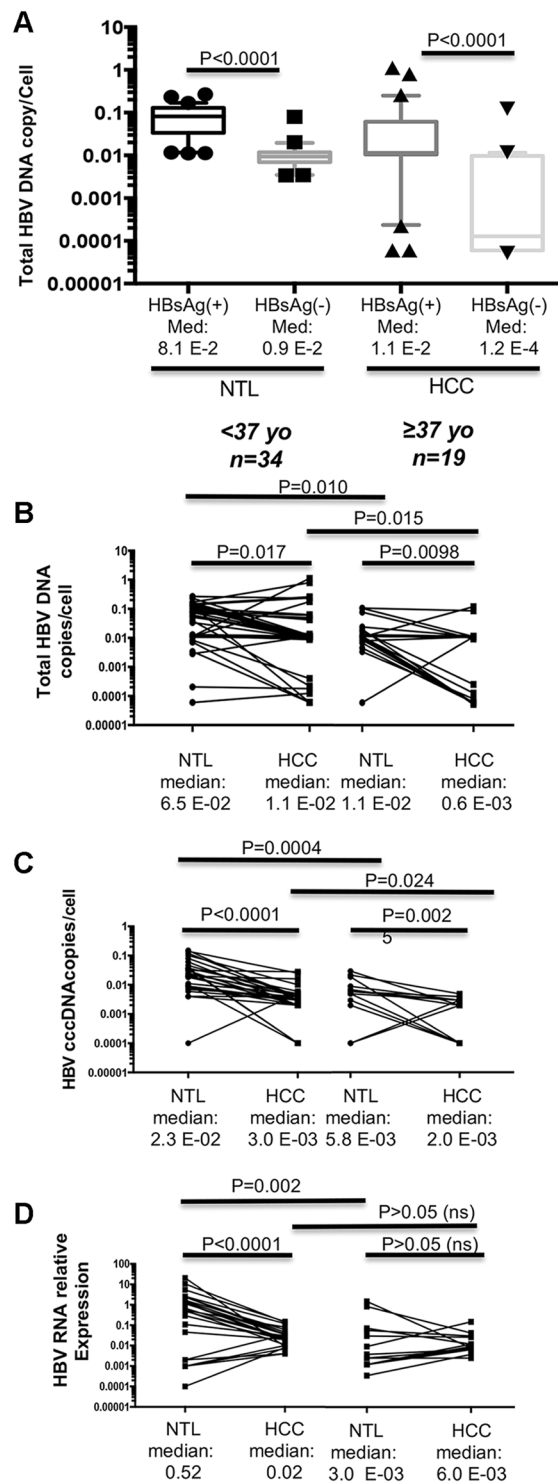 A
P<0.0001
P<0.0001
Total HBV DNA copy/Cell
10
1
0.1
0.01
0.001
0.0001
0.00001
HBsAg(+) HBsAg(-) HBsAg(+) HBsAg(-)
Med: Med: Med: Med:
8.1 E-2 0.9 E-2 1.1 E-2 1.2 E-4
NTL HCC
<37 yo ≥37 yo
n=34 n=19
B
P=0.010
P=0.015
P=0.017 P=0.0098
Total HBV DNA
copies/cell
10
1
0.1
0.01
0.001
0.0001
0.00001
NTL HCC NTL HCC
median: median: median: median:
6.5 E-02 1.1 E-02 1.1 E-02 0.6 E-03
C
P=0.0004
P=0.024
P<0.0001 P=0.002
5
HBV cccDNAcopies/cell
1
0.1
0.01
0.001
0.0001
0.00001
NTL HCC NTL HCC
median: median: median: median:
2.3 E-02 3.0 E-03 5.8 E-03 2.0 E-03
D
P=0.002
P>0.05 (ns)
P<0.0001 P>0.05 (ns)
HBV RNA relative
Expression
100
10
1
0.1
0.01
0.001
0.0001
0.00001
NTL HCC NTL HCC
median: median: median: median:
0.52 0.02 3.0 E-03 6.0 E-03